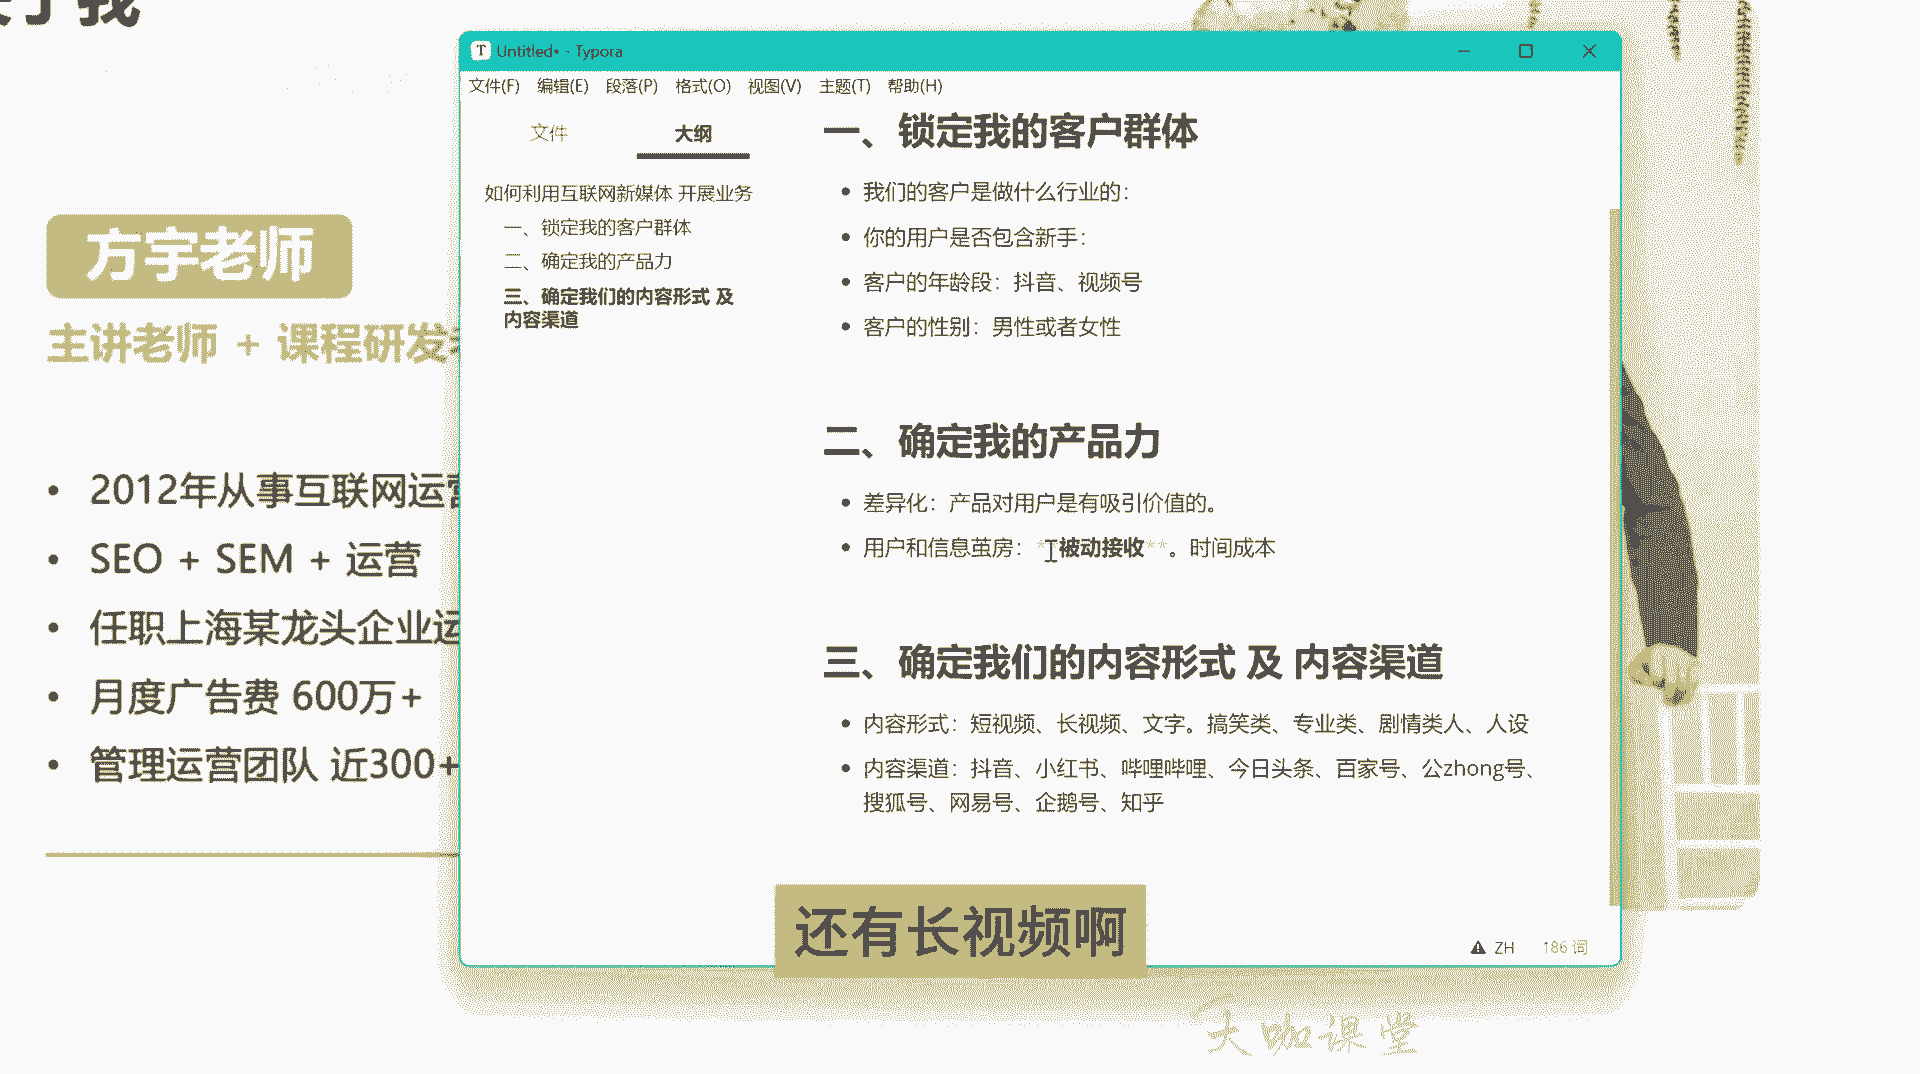 我
方宇老师
主讲老师 + 课程研发
2012年从事互联网运营
SEO + SEM + 运营
任职上海某龙头企业运
月度广告费 600万+
管理运营团队 近300+
Untitled• - Typora
文件(F) 编辑(E) 段落(P) 格式(O) 视图(V) 主题(T) 帮助(H)
文件 大纲
如何利用互联网新媒体 开展业务
一、锁定我的客户群体
二、确定我的产品力
三、确定我们的内容形式 及
内容渠道
一、锁定我的客户群体
我们的客户是做什么行业的：
你的用户是否包含新手：
客户的年龄段：抖音、视频号
客户的性别：男性或者女性
二、确定我的产品力
差异化：产品对用户是有吸引价值的。
用户和信息茧房：**被动接收**。时间成本
三、确定我们的内容形式 及 内容渠道
内容形式：短视频、长视频、文字。搞笑类、专业类、剧情类人、人设
内容渠道：抖音、小红书、哔哩哔哩、今日头条、百家号、公zhong号、
搜狐号、网易号、企鹅号、知乎
ZH 186 词
还有长视频啊
大咖课堂